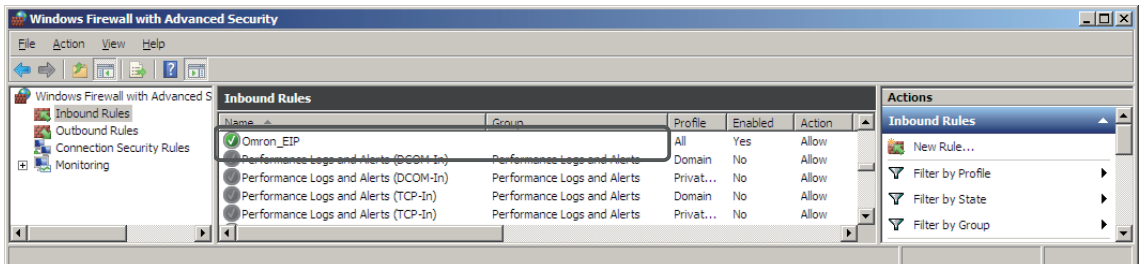 Windows Firewall with Advanced Security
File Action View Help
Windows Firewall with Advanced S
Inbound Rules
Outbound Rules
Connection Security Rules
Monitoring
Inbound Rules
Name Group Profile Enabled Action
Omron_EIP All Yes Allow
Performance Logs and Alerts (DCOM-In) Performance Logs and Alerts Domain No Allow
Performance Logs and Alerts (DCOM-In) Performance Logs and Alerts Privat... No Allow
Performance Logs and Alerts (TCP-In) Performance Logs and Alerts Domain No Allow
Performance Logs and Alerts (TCP-In) Performance Logs and Alerts Privat... No Allow
Actions
Inbound Rules
New Rule...
Filter by Profile
Filter by State
Filter by Group